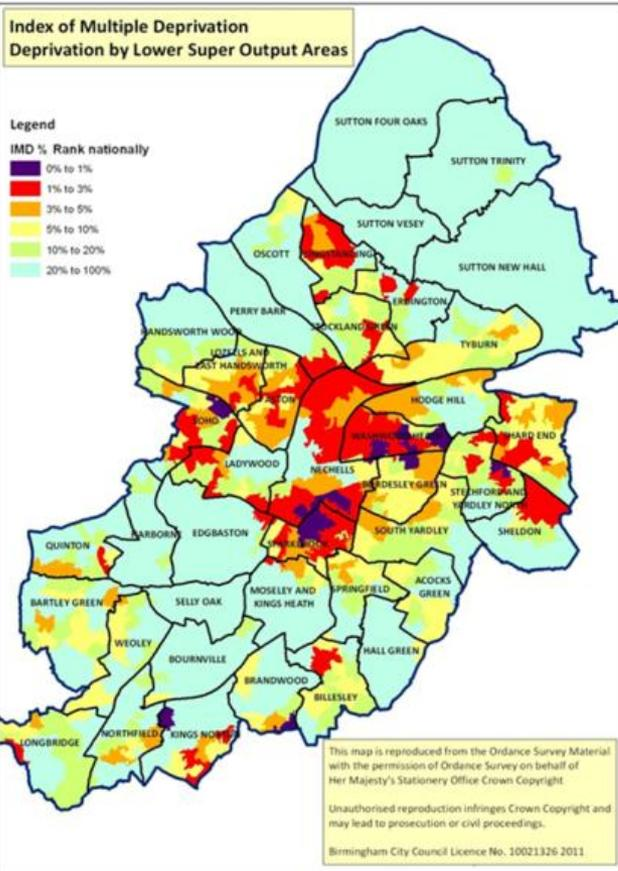 Index of Multiple Deprivation
Deprivation by Lower Super Output Areas
Legend
IMD % Rank nationally
0% to 1%
1% to 3%
3% to 5%
5% to 10%
10% to 20%
20% to 100%
SUTTON FOUR OAKS
SUTTON TRINITY
SUTTON VESEY
OSCOTT
KINGSTANDING
SUTTON NEW HALL
ERDINGTON
PERRY BARR
STOCKLAND GREEN
HANDSWORTH WOOD
TYBURN
LOZELLS AND
EAST HANDSWORTH
ASTON
HODGE HILL
SOHO
WASHWOOD HEATH
SHARD END
LADYWOOD
NECHELLS
BORDESLEY GREEN
STECHFORD AND
YARDLEY NORTH
HARBORNE
EDGBASTON
SOUTH YARDLEY
SHELDON
QUINTON
SPARKBROOK
ACOCKS
GREEN
BARTLEY GREEN
SELLY OAK
MOSELEY AND
KINGS HEATH
SPRINGFIELD
WEOLEY
BOURNVILLE
HALL GREEN
BRANDWOOD
BILLESLEY
LONGBRIDGE
NORTHFIELD
KINGS NORTON
This map is reproduced from the Ordance Survey Material
with the permission of Ordance Survey on behalf of
Her Majesty's Stationery Office Crown Copyright
Unauthorised reproduction infringes Crown Copyright and
may lead to prosecution or civil proceedings.
Birmingham City Council Licence No. 10021326 2011